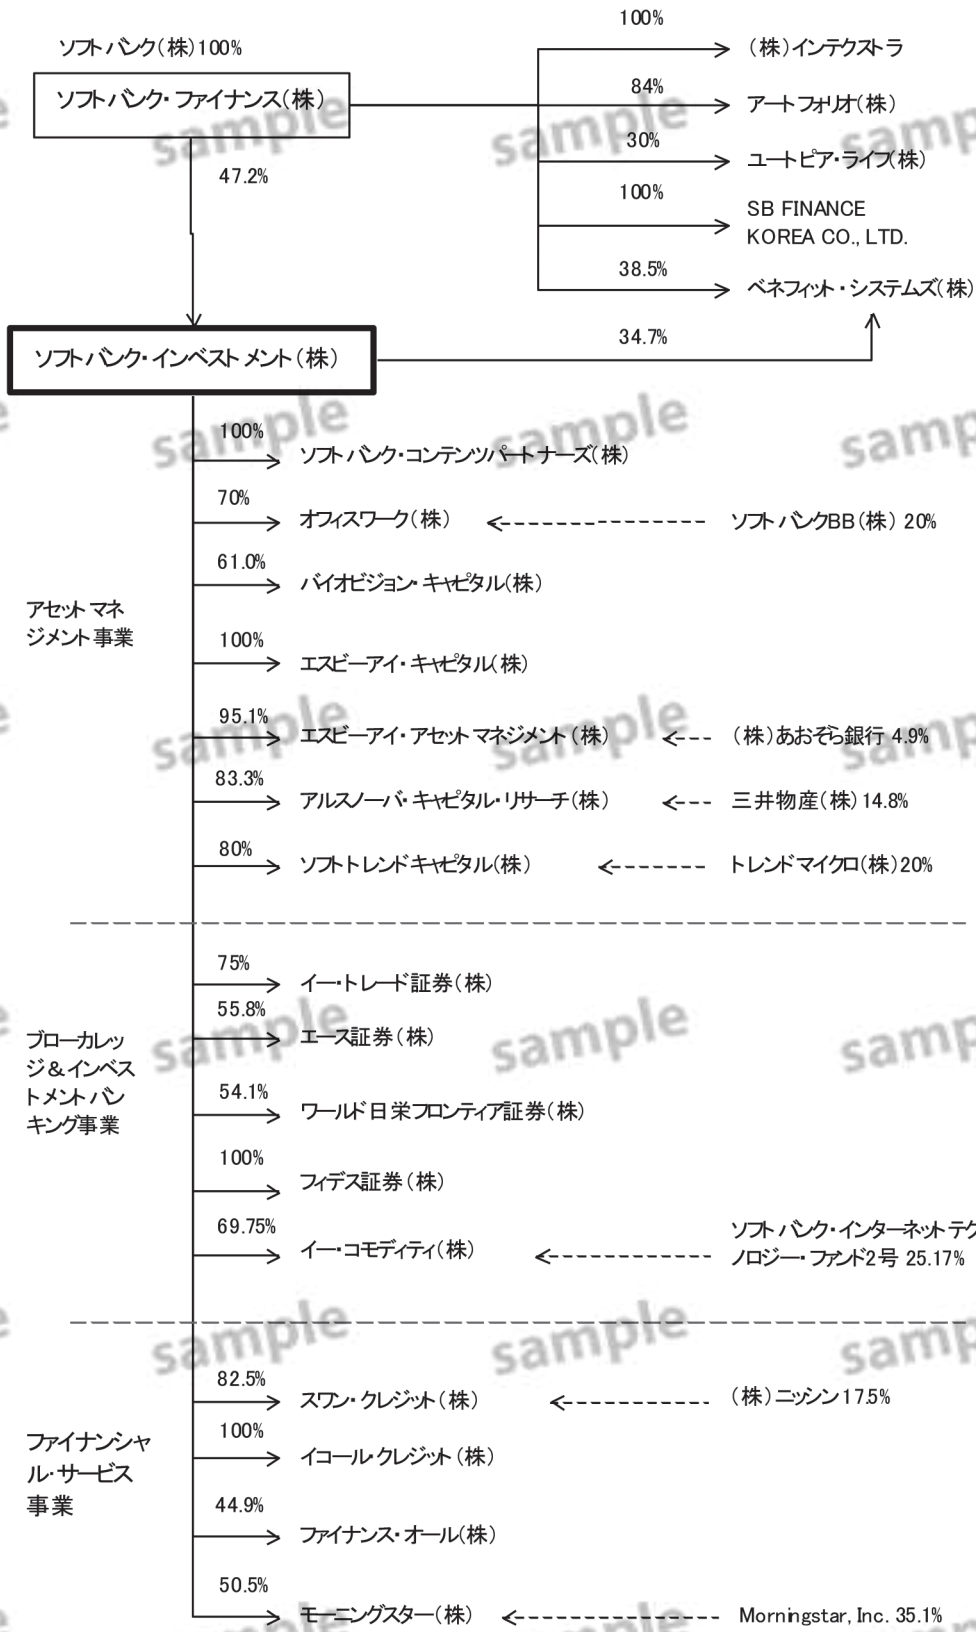 ソフトバンク(株)100%
ソフトバンク・ファイナンス(株)
47.2%
100%
(株)インテクストラ
84%
アートフォリオ(株)
30%
ユートピア・ライフ(株)
100%
SB FINANCE
KOREA CO., LTD.
38.5%
ベネフィット・システムズ(株)
34.7%
ソフトバンク・インベストメント(株)
アセットマネ
ジメント事業
100%
ソフトバンク・コンテンツパートナーズ(株)
70%
オフィスワーク(株)
ソフトバンクBB(株) 20%
61.0%
バイオビジョン・キャピタル(株)
100%
エスビーアイ・キャピタル(株)
95.1%
エスビーアイ・アセットマネジメント(株)
(株)あおぞら銀行 4.9%
83.3%
アルスノーバ・キャピタル・リサーチ(株)
三井物産(株)14.8%
80%
ソフトトレンドキャピタル(株)
トレンドマイクロ(株)20%
ブローカレッ
ジ&インベス
トメントバン
キング事業
75%
イー・トレード証券(株)
55.8%
エース証券(株)
54.1%
ワールド日栄フロンティア証券(株)
100%
フィデス証券(株)
69.75%
イー・コモディティ(株)
ソフトバンク・インターネットテク
ノロジー・ファンド2号 25.17%
ファイナンシャ
ル・サービス
事業
82.5%
スワン・クレジット(株)
(株)ニッシン17.5%
100%
イコール・クレジット(株)
44.9%
ファイナンス・オール(株)
50.5%
モーニングスター(株)
Morningstar, Inc. 35.1%
sample
sample
sample
sample
sample
sample
sample
sample
sample
sample